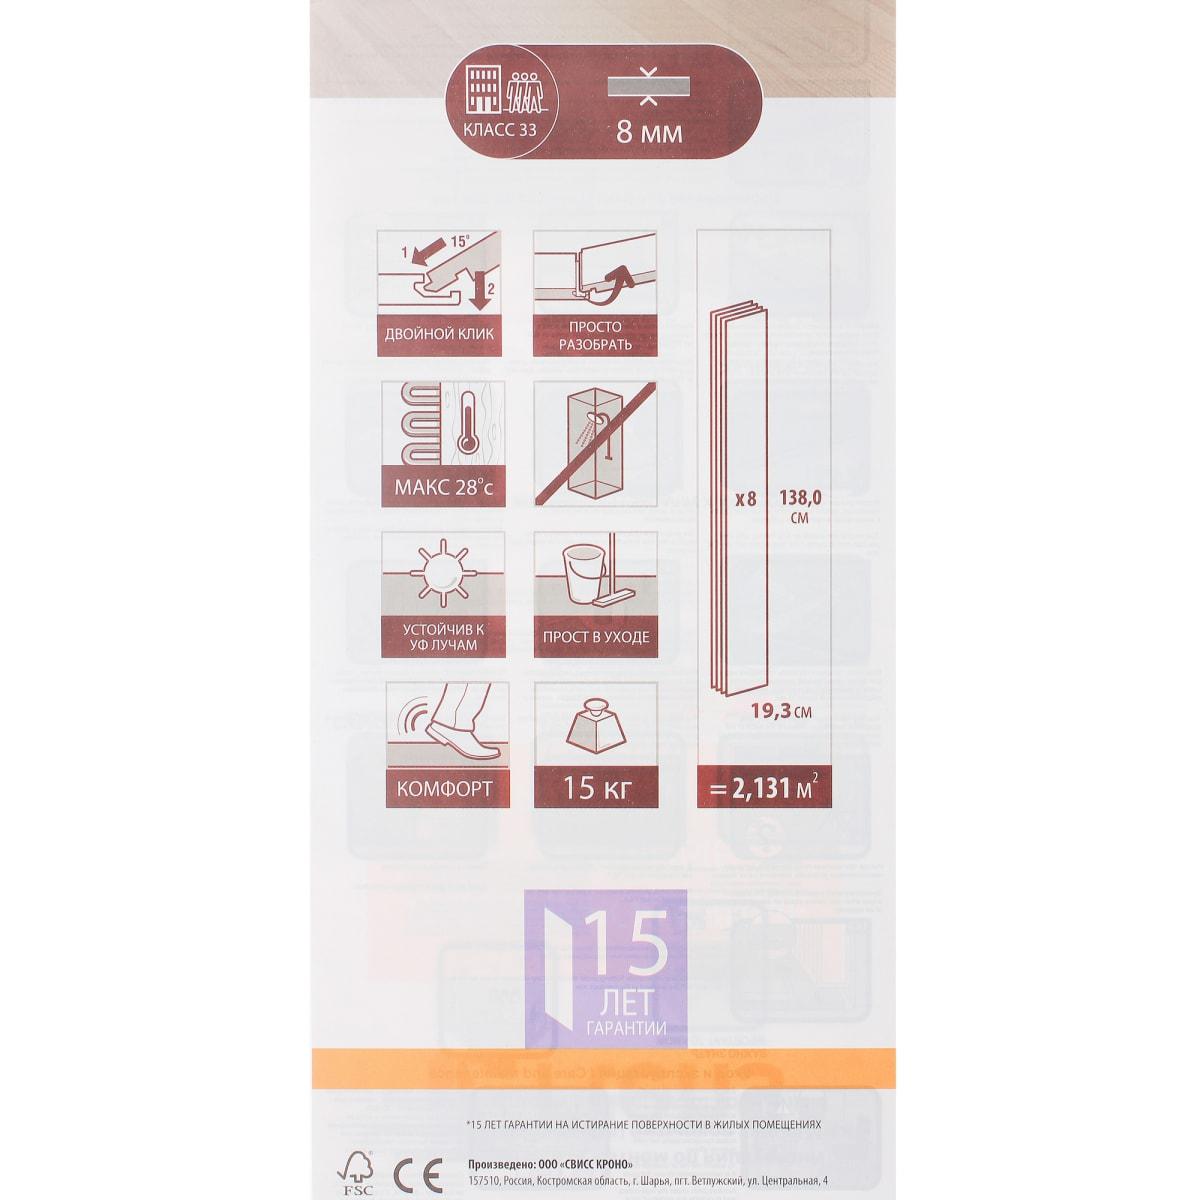 КЛАСС 33
8 мм
1
15°
2
ДВОЙНОЙ КЛИК
ПРОСТО
РАЗОБРАТЬ
МАКС 28°с
УСТОЙЧИВ К
УФ ЛУЧАМ
ПРОСТ В УХОДЕ
КОМФОРТ
15 кг
x 8
138,0
СМ
19,3 СМ
= 2,131 м²
15
ЛЕТ
ГАРАНТИИ
*15 ЛЕТ ГАРАНТИИ НА ИСТИРАНИЕ ПОВЕРХНОСТИ В ЖИЛЫХ ПОМЕЩЕНИЯХ
FSC
CE
Произведено: ООО «СВИСС КРОНО»
157510, Россия, Костромская область, г. Шарья, пгт. Ветлужский, ул. Центральная, 4